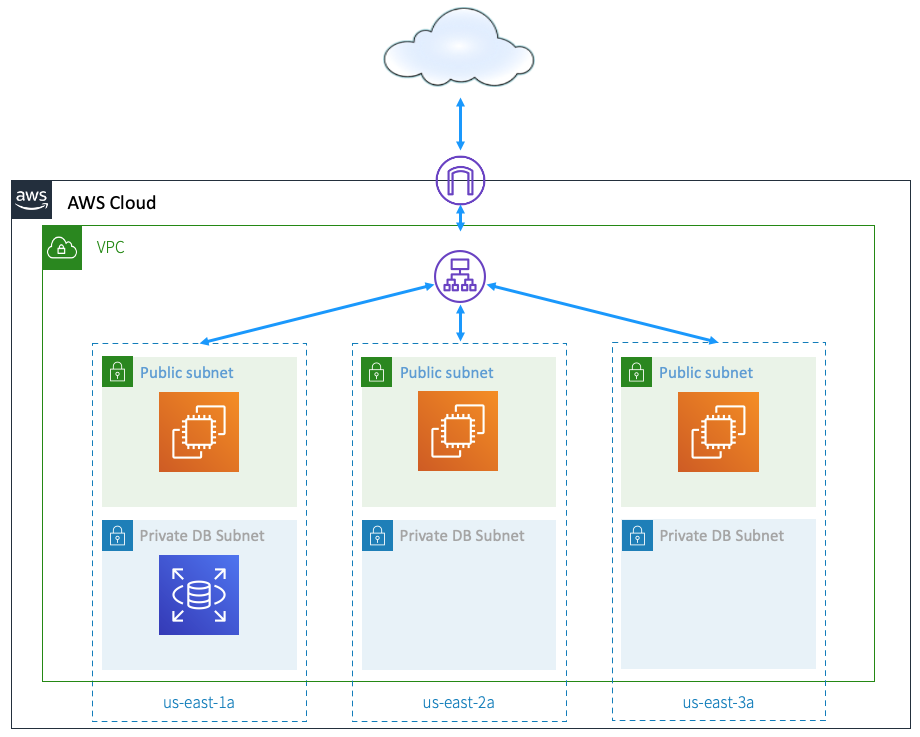 aws
AWS Cloud
VPC
Public subnet
Public subnet
Public subnet
Private DB Subnet
Private DB Subnet
Private DB Subnet
us-east-1a
us-east-2a
us-east-3a